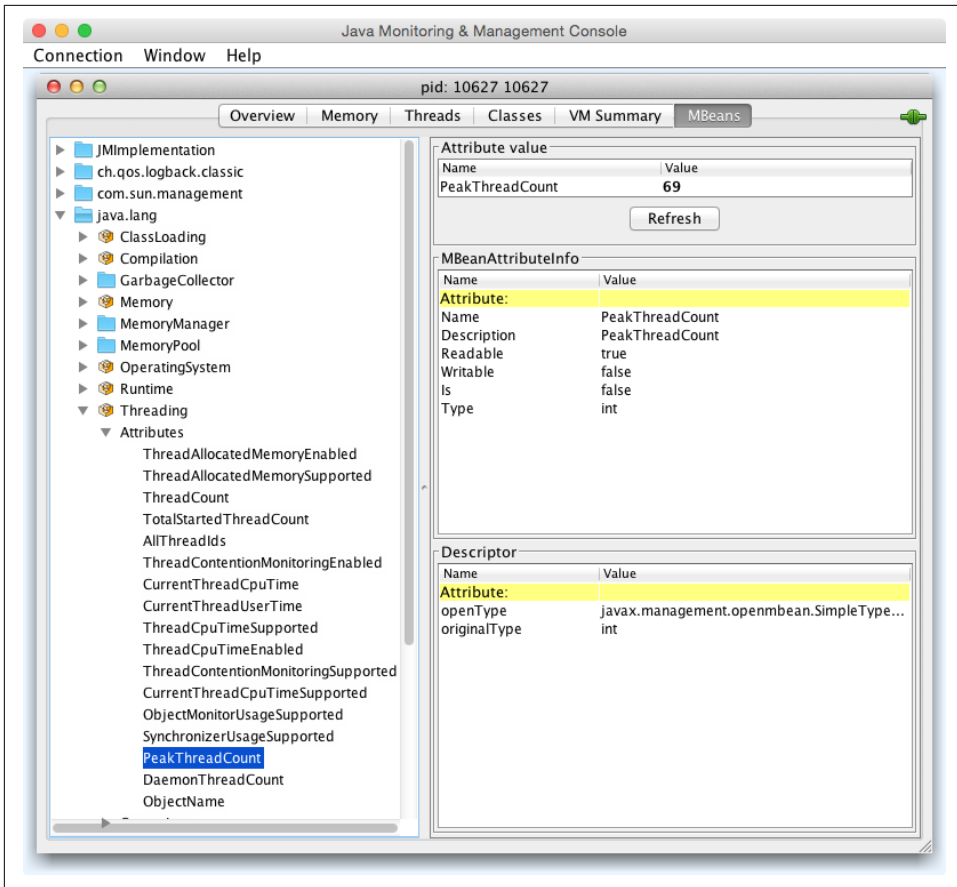 Java Monitoring & Management Console
Connection Window Help
pid: 10627 10627
Overview Memory Threads Classes VM Summary MBeans
JMImplementation
ch.qos.logback.classic
com.sun.management
java.lang
ClassLoading
Compilation
GarbageCollector
Memory
MemoryManager
MemoryPool
OperatingSystem
Runtime
Threading
Attributes
ThreadAllocatedMemoryEnabled
ThreadAllocatedMemorySupported
ThreadCount
TotalStartedThreadCount
AllThreadIds
ThreadContentionMonitoringEnabled
CurrentThreadCpuTime
CurrentThreadUserTime
ThreadCpuTimeSupported
ThreadCpuTimeEnabled
ThreadContentionMonitoringSupported
CurrentThreadCpuTimeSupported
ObjectMonitorUsageSupported
SynchronizerUsageSupported
PeakThreadCount
DaemonThreadCount
ObjectName
Attribute value
Name Value
PeakThreadCount 69
Refresh
MBeanAttributeInfo
Name Value
Attribute:
Name PeakThreadCount
Description PeakThreadCount
Readable true
Writable false
Is false
Type int
Descriptor
Name Value
Attribute:
openType javax.management.openmbean.SimpleType...
originalType int